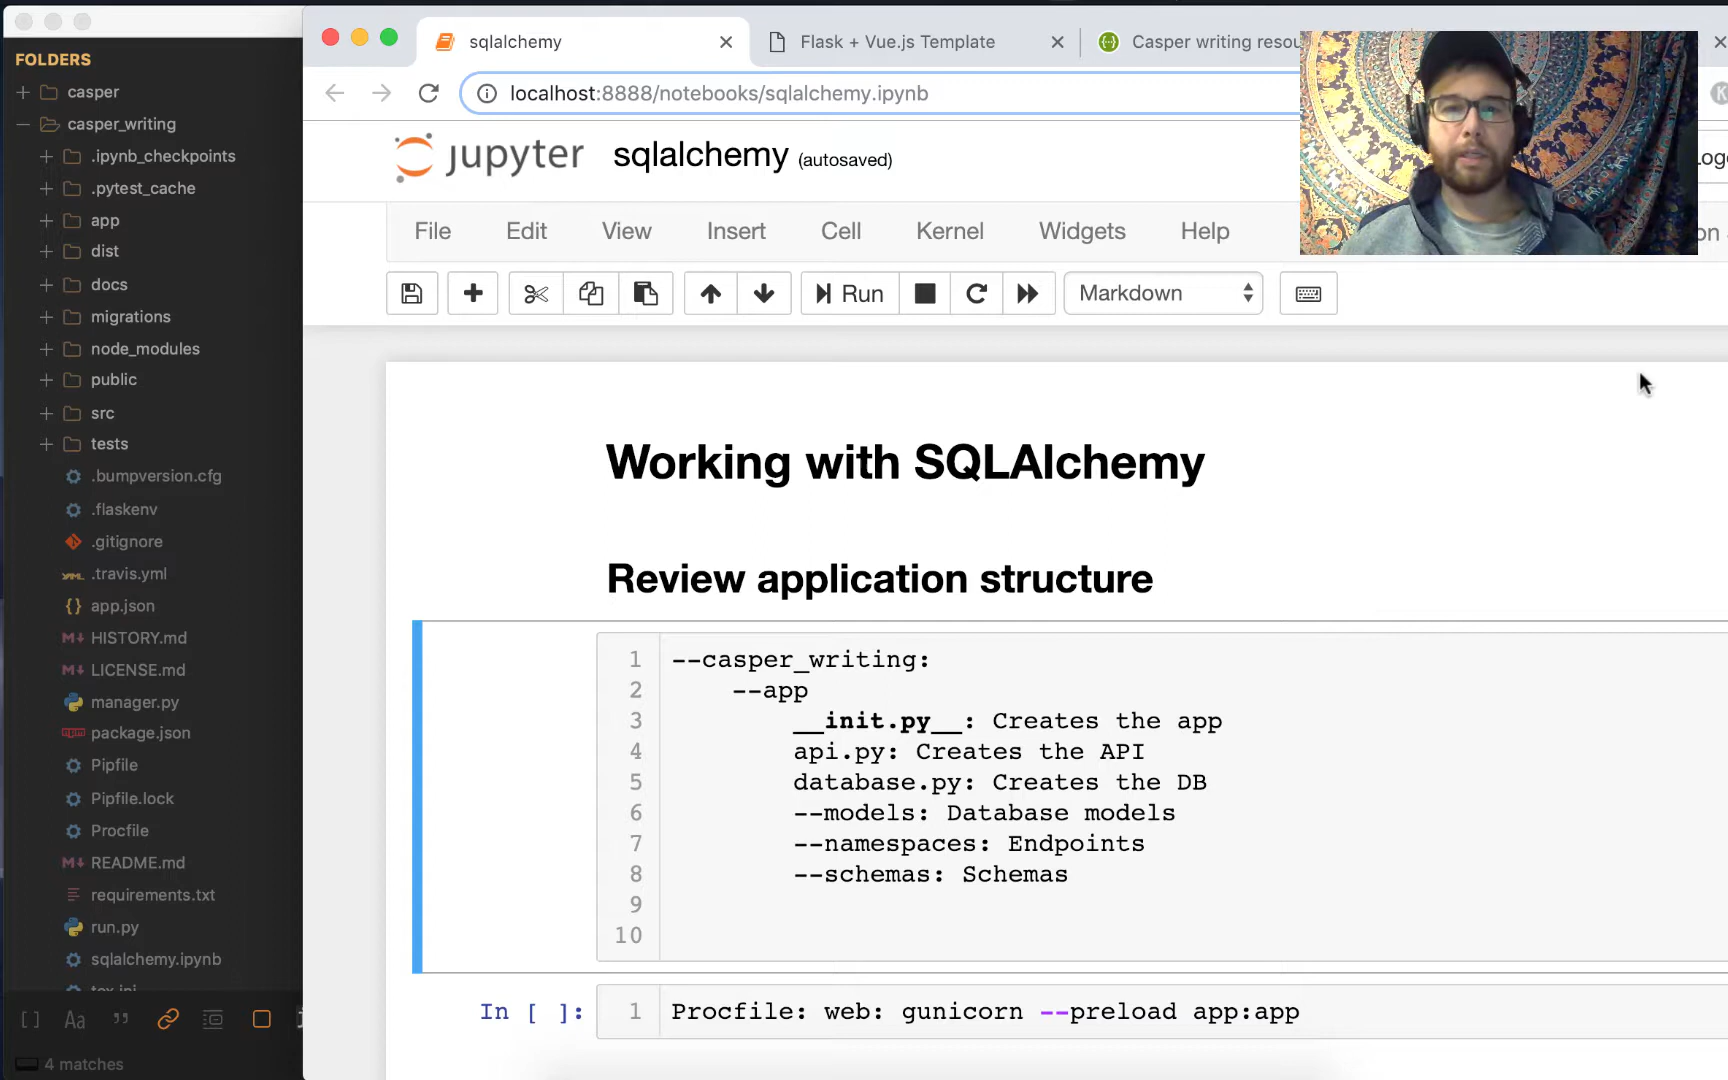 FOLDERS
casper
casper_writing
.ipynb_checkpoints
.pytest_cache
app
dist
docs
migrations
node_modules
public
src
tests
.bumpversion.cfg
.flaskenv
.gitignore
.travis.yml
app.json
HISTORY.md
LICENSE.md
manager.py
package.json
Pipfile
Pipfile.lock
Procfile
README.md
requirements.txt
run.py
sqlalchemy.ipynb
Aa
4 matches
sqlalchemy
Flask + Vue.js Template
Casper writing resou
localhost:8888/notebooks/sqlalchemy.ipynb
jupyter sqlalchemy (autosaved)
File Edit View Insert Cell Kernel Widgets Help
Run Markdown
Working with SQLAlchemy
Review application structure
1 --casper_writing:
2 --app
3 __init.py__: Creates the app
4 api.py: Creates the API
5 database.py: Creates the DB
6 --models: Database models
7 --namespaces: Endpoints
8 --schemas: Schemas
9
10
In [ ]: 1 Procfile: web: gunicorn --preload app:app